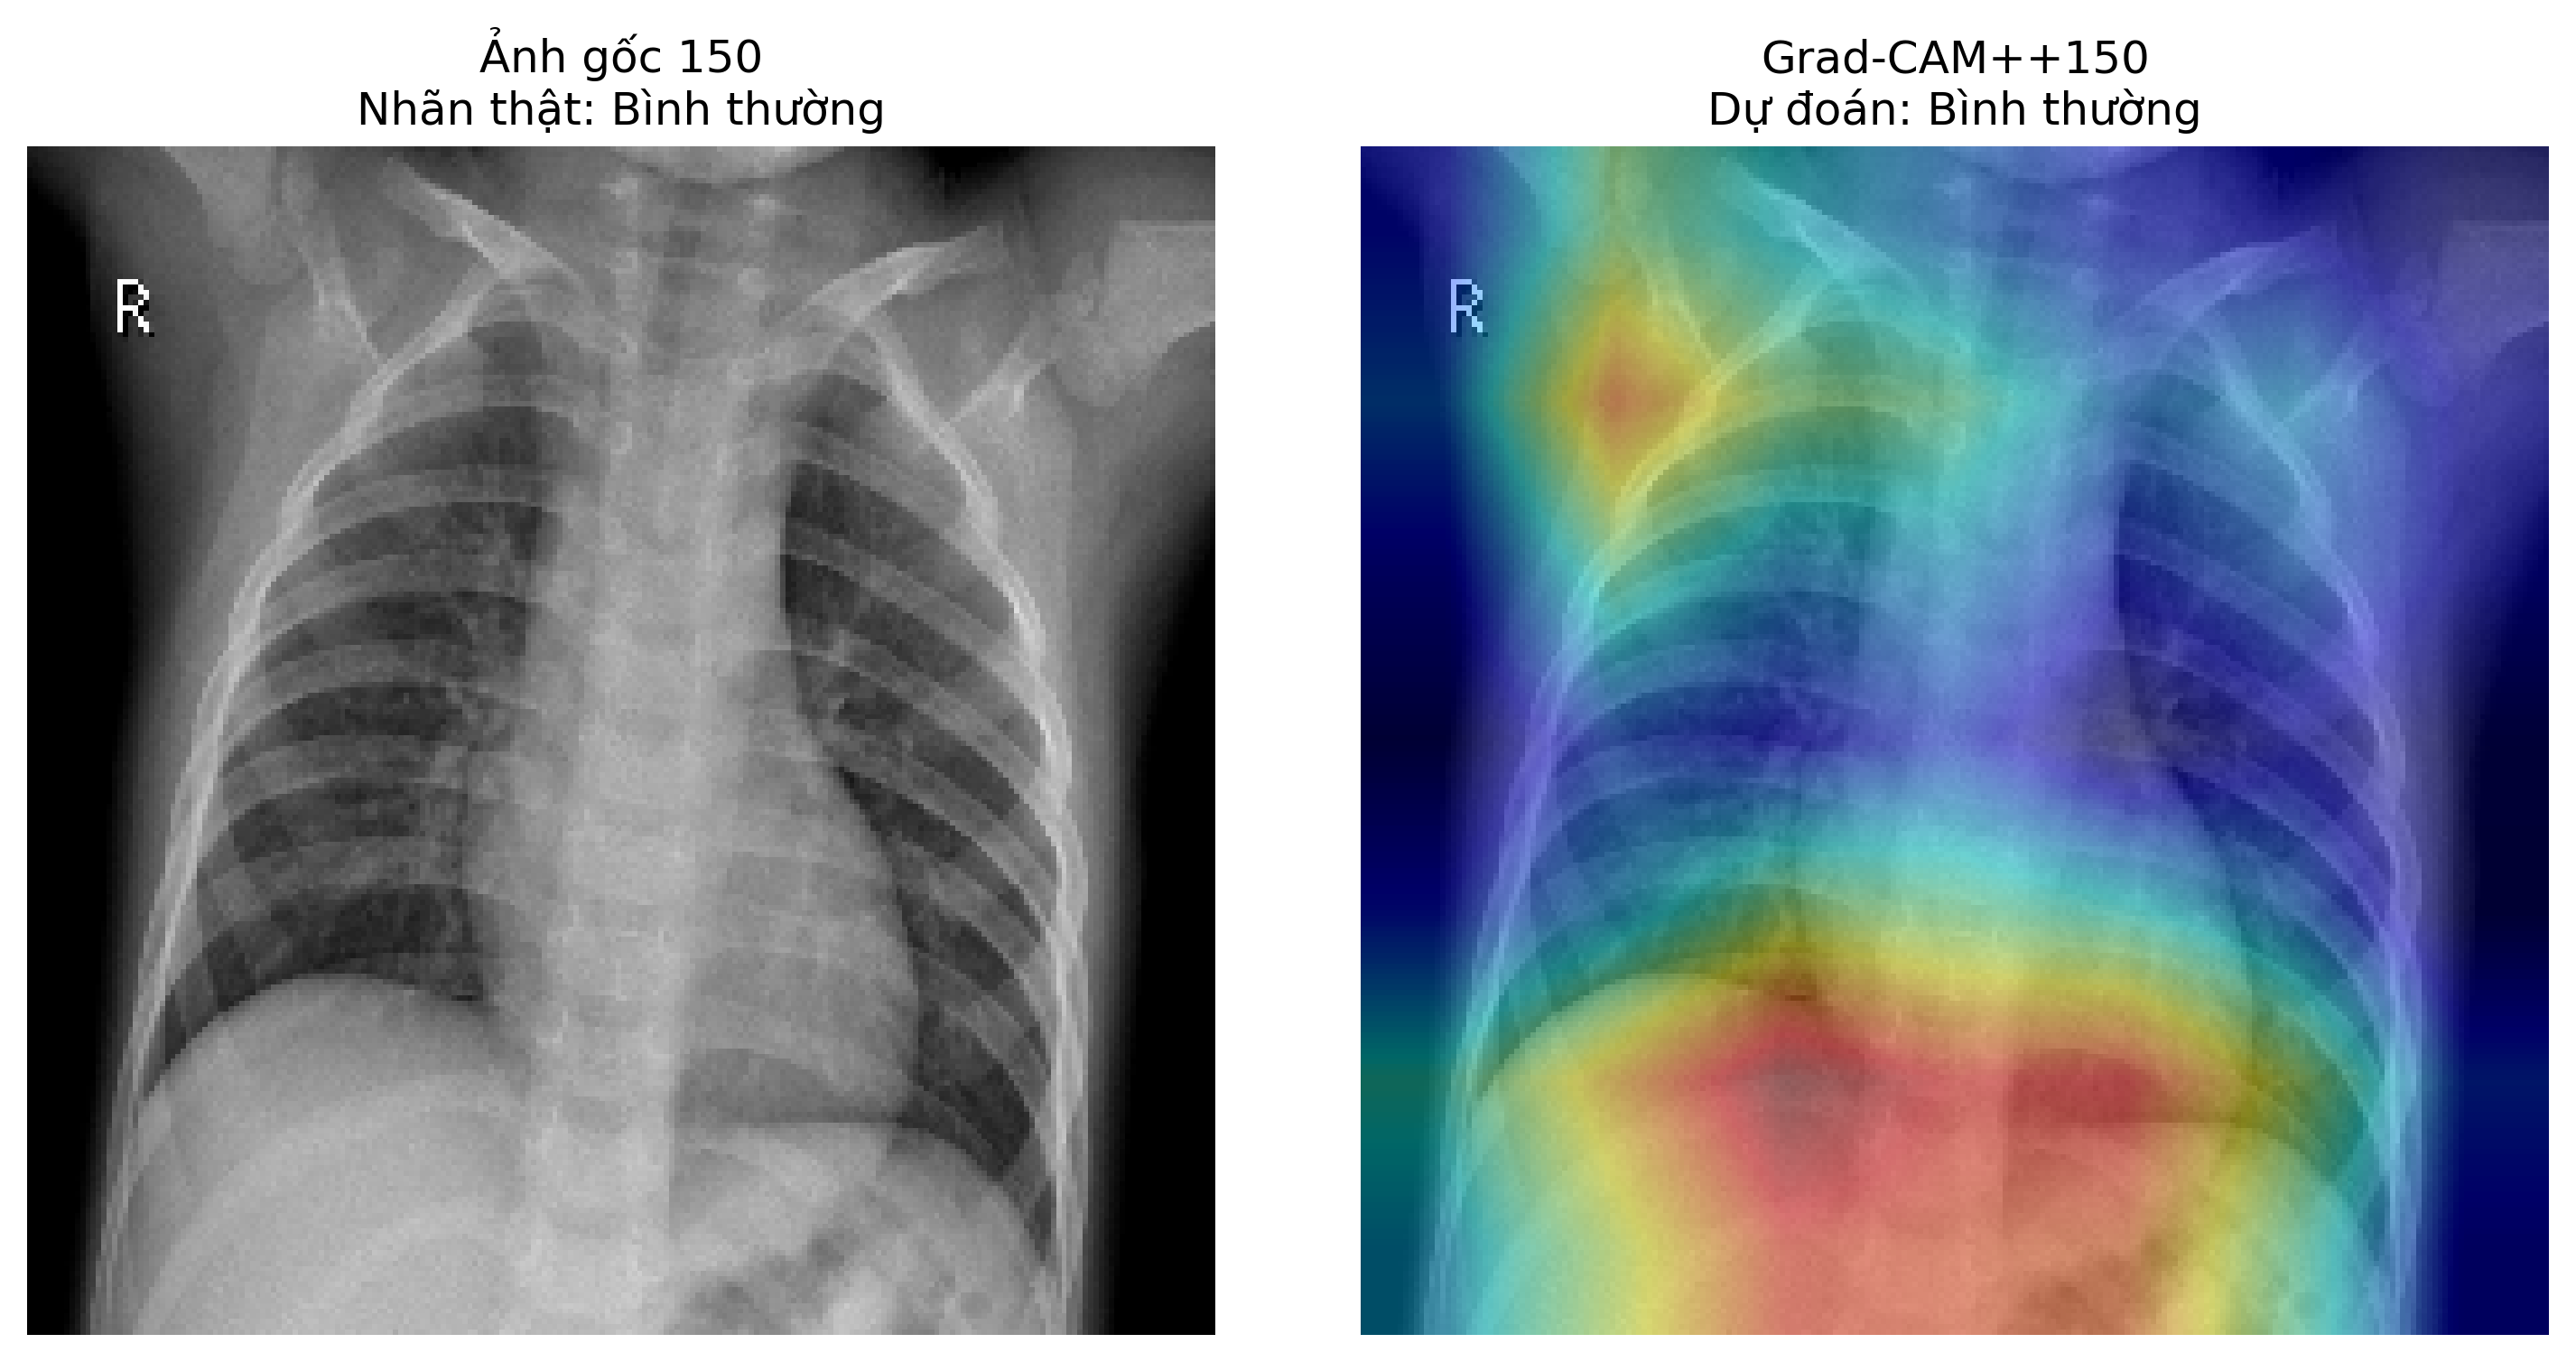 Ảnh gốc 150
Nhãn thật: Bình thường
Grad-CAM++150
Dự đoán: Bình thường
R
R